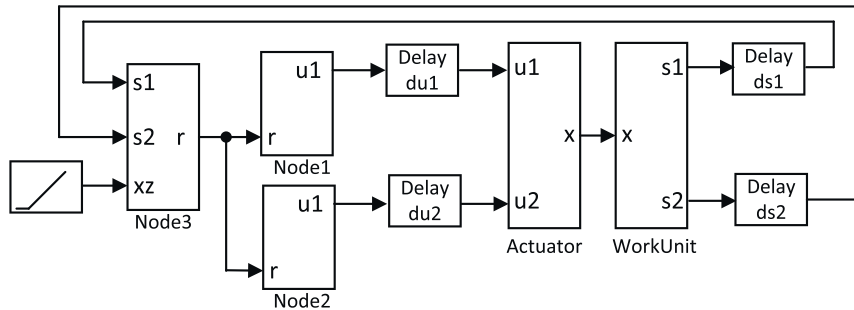 s1
s2
r
xz
Node3
u1
r
Node1
u1
r
Node2
Delay
du1
Delay
du2
u1
x
u2
Actuator
s1
x
s2
WorkUnit
Delay
ds1
Delay
ds2